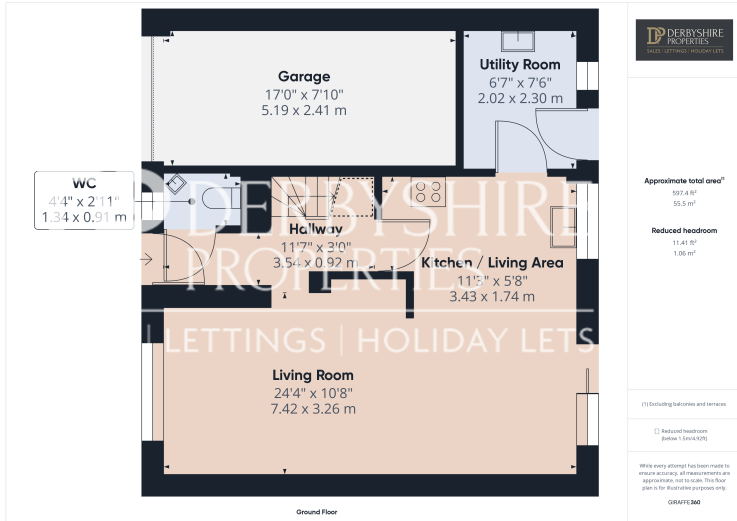 Garage
17'0" x 7'10"
5.19 x 2.41 m
Utility Room
6'7" x 7'6"
2.02 x 2.30 m
WC
4'4" x 2'11"
1.34 x 0.91 m
Hallway
11'7" x 3'0"
3.54 x 0.92 m
Kitchen / Living Area
11'3" x 5'8"
3.43 x 1.74 m
DERBYSHIRE
PROPERTIES
| LETTINGS | HOLIDAY LETS
Living Room
24'4" x 10'8"
7.42 x 3.26 m
Ground Floor
DP DERBYSHIRE
PROPERTIES
SALES | LETTINGS | HOLIDAY LETS
Approximate total area(1)
597.4 ft²
55.5 m²
Reduced headroom
11.41 ft²
1.06 m²
(1) Excluding balconies and terraces
Reduced headroom
(below 1.5m/4.92ft)
While every attempt has been made to
ensure accuracy, all measurements are
approximate, not to scale. This floor
plan is for illustrative purposes only.
GIRAFFE360